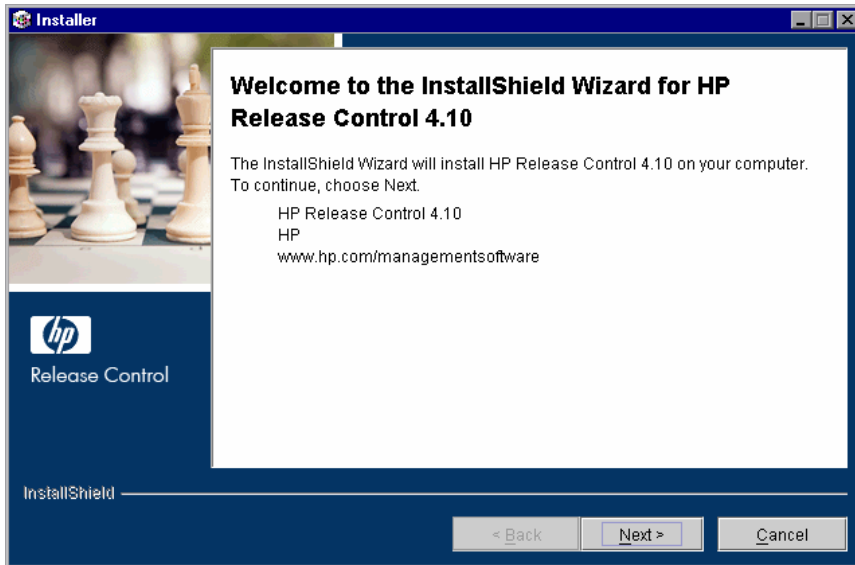 Installer
Welcome to the InstallShield Wizard for HP
Release Control 4.10
The InstallShield Wizard will install HP Release Control 4.10 on your computer.
To continue, choose Next.
HP Release Control 4.10
HP
www.hp.com/managementsoftware
hp
Release Control
InstallShield
< Back
Next >
Cancel